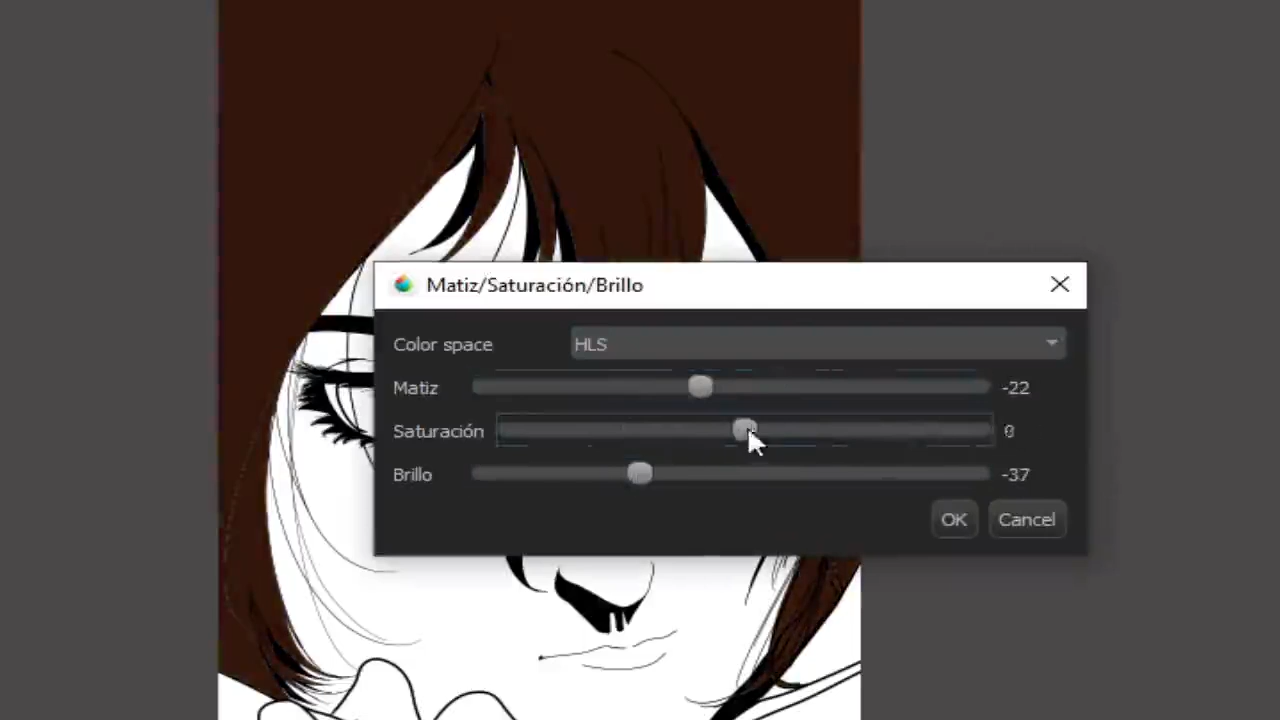 Matiz/Saturación/Brillo
Color space HLS
Matiz -22
Saturación 0
Brillo -37
OK Cancel